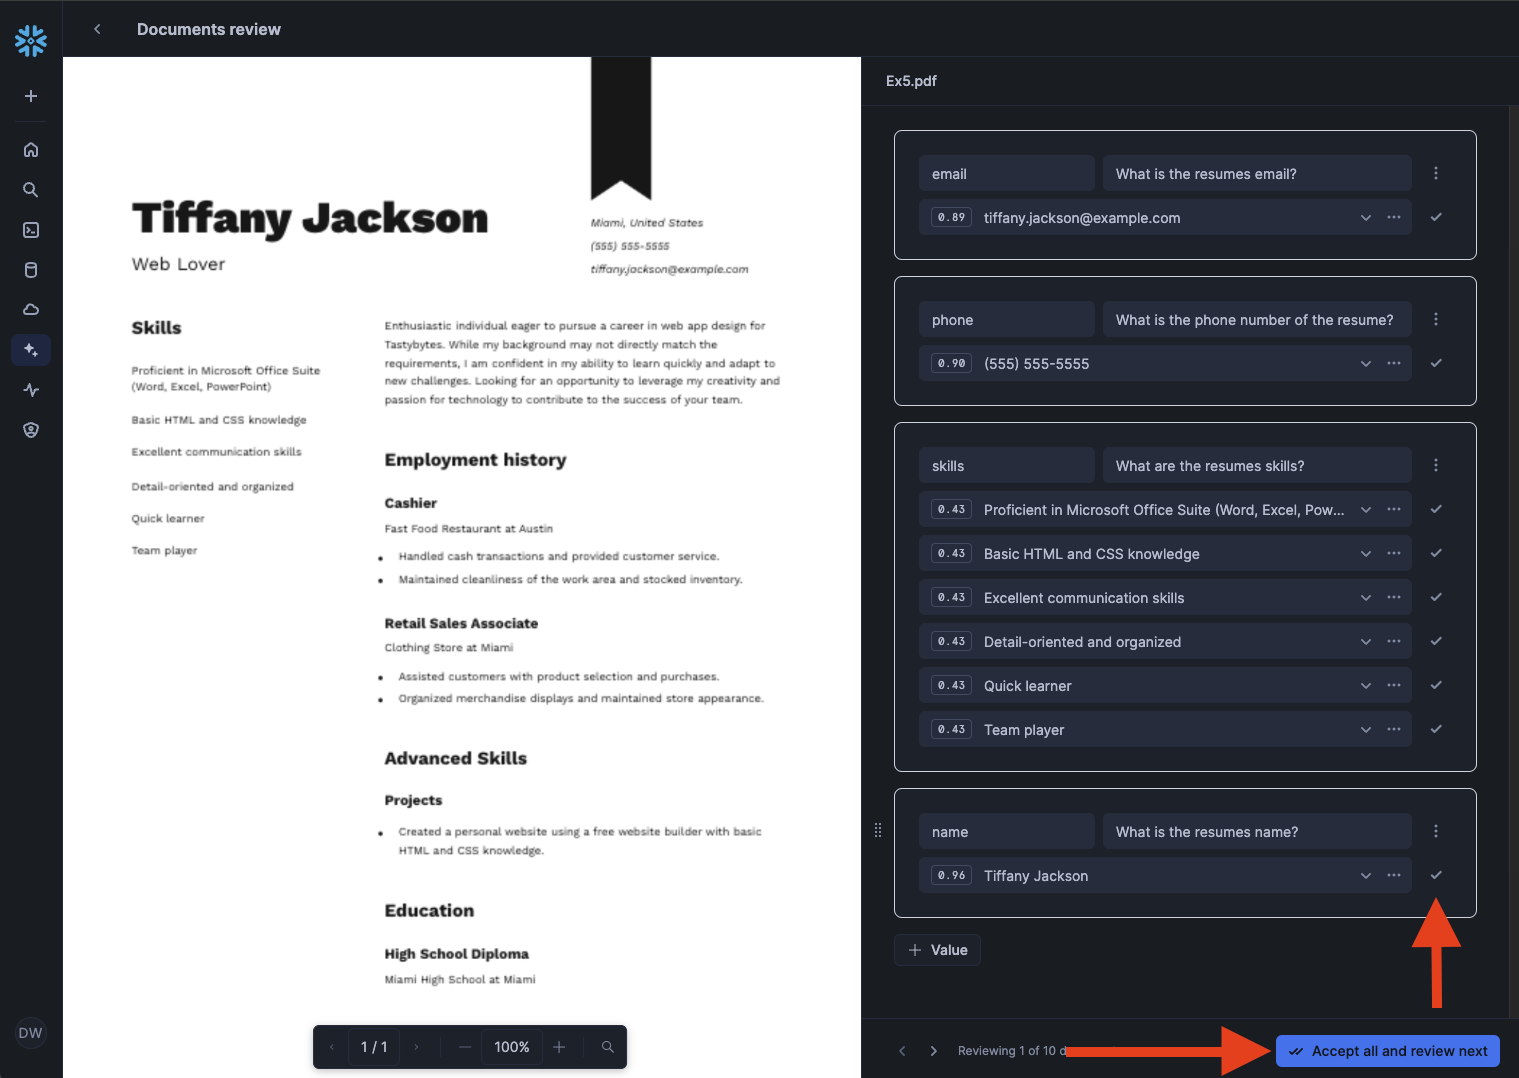 Documents review
Ex5.pdf
Tiffany Jackson
Web Lover
Miami, United States
(555) 555-5555
tiffany.jackson@example.com
Skills
Proficient in Microsoft Office Suite
(Word, Excel, PowerPoint)
Basic HTML and CSS knowledge
Excellent communication skills
Detail-oriented and organized
Quick learner
Team player
Enthusiastic individual eager to pursue a career in web app design for
Tastybytes. While my background may not directly match the
requirements, I am confident in my ability to learn quickly and adapt to
new challenges. Looking for an opportunity to leverage my creativity and
passion for technology to contribute to the success of your team.
Employment history
Cashier
Fast Food Restaurant at Austin
Handled cash transactions and provided customer service.
Maintained cleanliness of the work area and stocked inventory.
Retail Sales Associate
Clothing Store at Miami
Assisted customers with product selection and purchases.
Organized merchandise displays and maintained store appearance.
Advanced Skills
Projects
Created a personal website using a free website builder with basic
HTML and CSS knowledge.
Education
High School Diploma
Miami High School at Miami
1 / 1
100%
DW
email What is the resumes email?
0.89 tiffany.jackson@example.com
phone What is the phone number of the resume?
0.90 (555) 555-5555
skills What are the resumes skills?
0.43 Proficient in Microsoft Office Suite (Word, Excel, Pow...
0.43 Basic HTML and CSS knowledge
0.43 Excellent communication skills
0.43 Detail-oriented and organized
0.43 Quick learner
0.43 Team player
name What is the resumes name?
0.96 Tiffany Jackson
+ Value
Reviewing 1 of 10
Accept all and review next